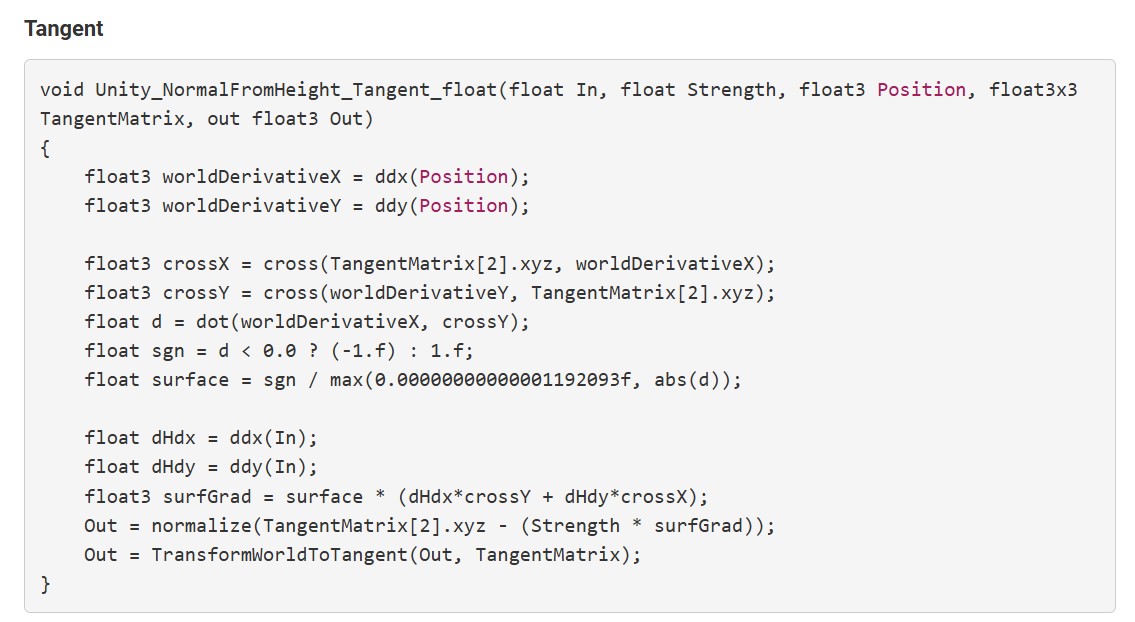 Tangent
void Unity_NormalFromHeight_Tangent_float(float In, float Strength, float3 Position, float3x3
TangentMatrix, out float3 Out)
{
    float3 worldDerivativeX = ddx(Position);
    float3 worldDerivativeY = ddy(Position);

    float3 crossX = cross(TangentMatrix[2].xyz, worldDerivativeX);
    float3 crossY = cross(worldDerivativeY, TangentMatrix[2].xyz);
    float d = dot(worldDerivativeX, crossY);
    float sgn = d < 0.0 ? (-1.f) : 1.f;
    float surface = sgn / max(0.00000000000001192093f, abs(d));

    float dHdx = ddx(In);
    float dHdy = ddy(In);
    float3 surfGrad = surface * (dHdx*crossY + dHdy*crossX);
    Out = normalize(TangentMatrix[2].xyz - (Strength * surfGrad));
    Out = TransformWorldToTangent(Out, TangentMatrix);
}